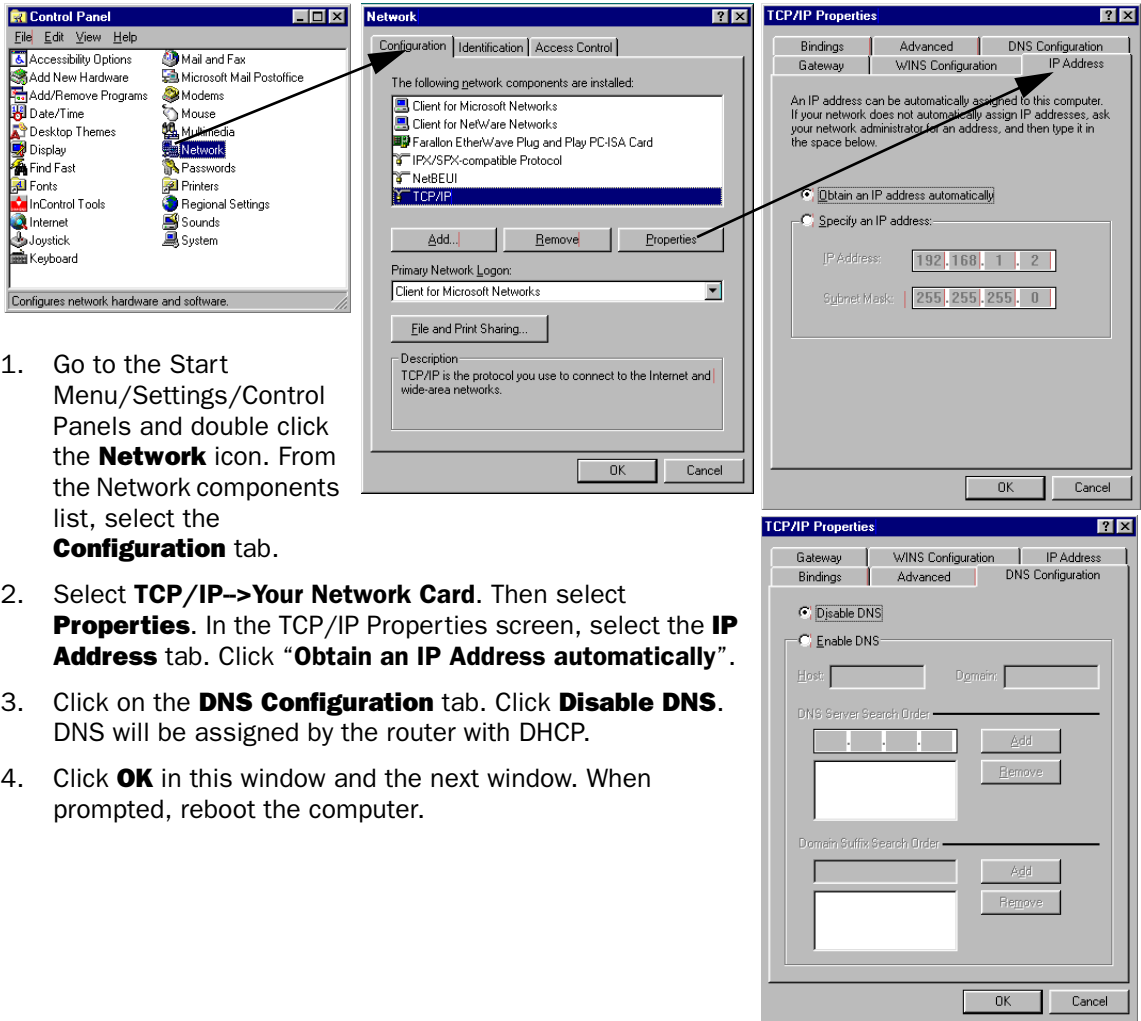 Control Panel
File Edit View Help
Accessibility Options
Add New Hardware
Add/Remove Programs
Date/Time
Desktop Themes
Display
Find Fast
Fonts
InControl Tools
Internet
Joystick
Keyboard
Mail and Fax
Microsoft Mail Postoffice
Modems
Mouse
Multimedia
Network
Passwords
Printers
Regional Settings
Sounds
System
Configures network hardware and software.
Network
Configuration Identification Access Control
The following network components are installed:
Client for Microsoft Networks
Client for NetWare Networks
Farallon EtherWave Plug and Play PC-ISA Card
IPX/SPX-compatible Protocol
NetBEUI
TCP/IP
Add... Remove Properties
Primary Network Logon:
Client for Microsoft Networks
File and Print Sharing...
Description
TCP/IP is the protocol you use to connect to the Internet and
wide-area networks.
OK Cancel
TCP/IP Properties
Bindings Advanced DNS Configuration
Gateway WINS Configuration IP Address
An IP address can be automatically assigned to this computer.
If your network does not automatically assign IP addresses, ask
your network administrator for an address, and then type it in
the space below.
Obtain an IP address automatically
Specify an IP address:
IP Address: 192.168. 1 . 2
Subnet Mask: 255.255.255. 0
OK Cancel
1. Go to the Start
Menu/Settings/Control
Panels and double click
the Network icon. From
the Network components
list, select the
Configuration tab.
2. Select TCP/IP-->Your Network Card. Then select
Properties. In the TCP/IP Properties screen, select the IP
Address tab. Click “Obtain an IP Address automatically”.
3. Click on the DNS Configuration tab. Click Disable DNS.
DNS will be assigned by the router with DHCP.
4. Click OK in this window and the next window. When
prompted, reboot the computer.
TCP/IP Properties
Gateway WINS Configuration IP Address
Bindings Advanced DNS Configuration
Disable DNS
Enable DNS
Host: Domain:
DNS Server Search Order
Add
Remove
Domain Suffix Search Order
Add
Remove
OK Cancel